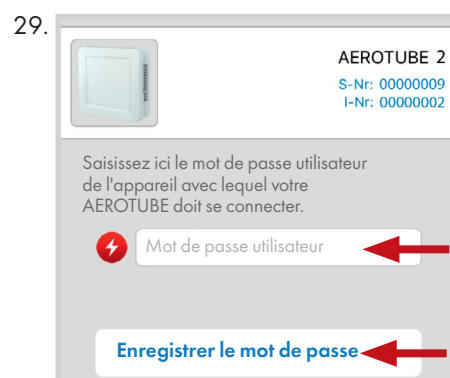 29.
AEROTUBE 2
S-Nr: 00000009
I-Nr: 00000002
Saisissez ici le mot de passe utilisateur
de l'appareil avec lequel votre
AEROTUBE doit se connecter.
Mot de passe utilisateur
Enregistrer le mot de passe